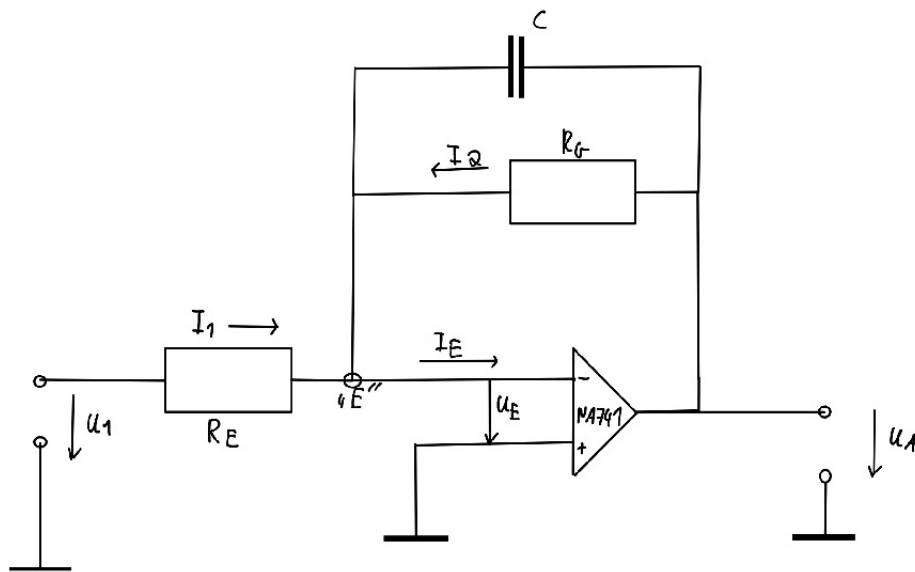 C
I2
RG
I1
RE
"E"
IE
UE
-
+
NA741
U1
UA